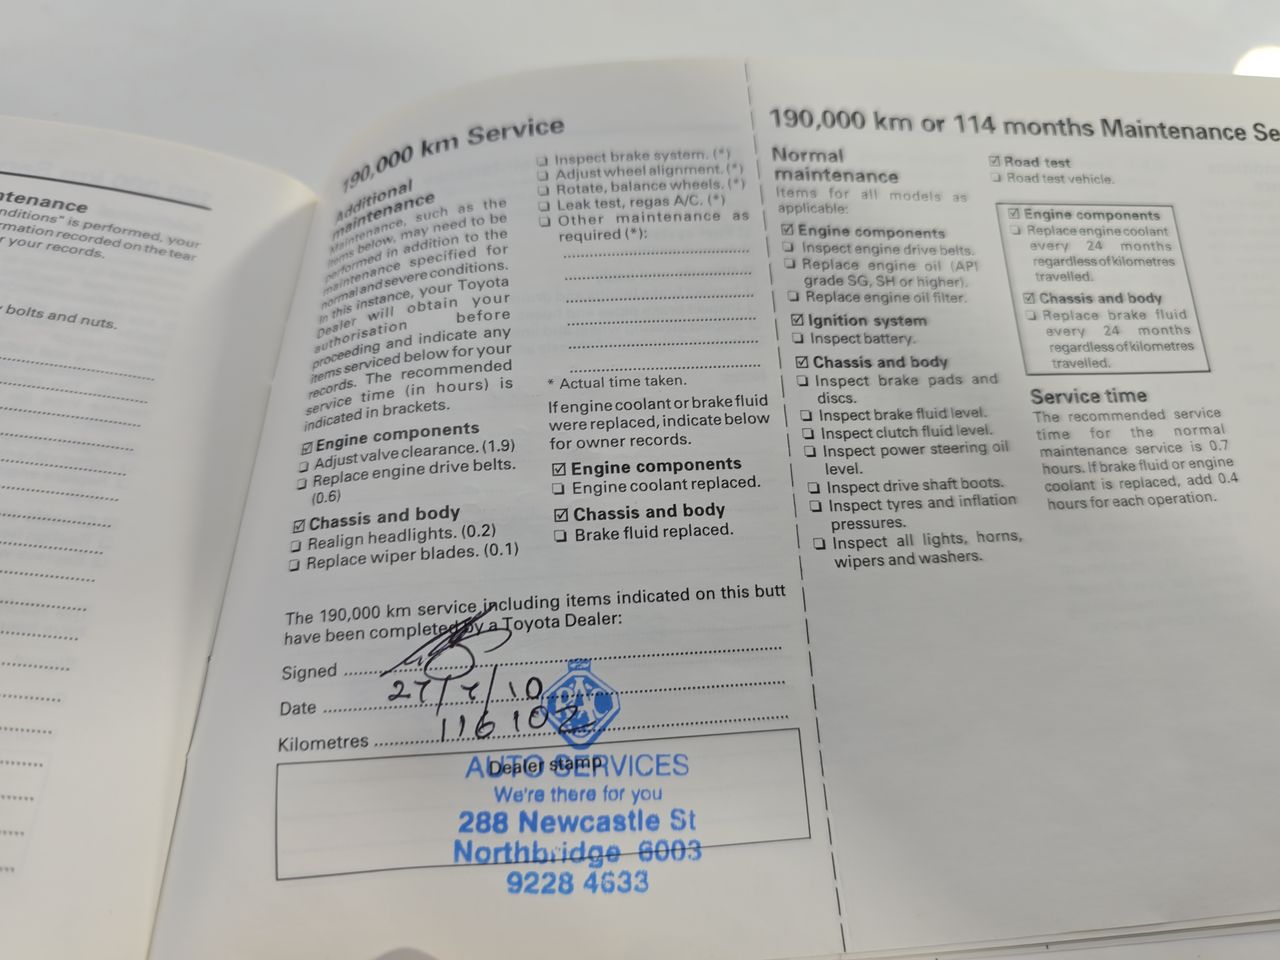 ntenance
nditions" is performed, your
rmation recorded on the tear
r your records.
bolts and nuts.
190,000 km Service
Additional
maintenance
Maintenance, such as the
items below, may need to be
performed in addition to the
maintenance specified for
normal and severe conditions.
In this instance, your Toyota
Dealer will obtain your
authorisation before
proceeding and indicate any
items serviced below for your
records. The recommended
service time (in hours) is
indicated in brackets.
☑ Engine components
❏ Adjust valve clearance. (1.9)
❏ Replace engine drive belts.
(0.6)
☑ Chassis and body
❏ Realign headlights. (0.2)
❏ Replace wiper blades. (0.1)
❏ Inspect brake system. (*)
❏ Adjust wheel alignment. (*)
❏ Rotate, balance wheels. (*)
❏ Leak test, regas A/C. (*)
❏ Other maintenance as
required (*):
* Actual time taken.
If engine coolant or brake fluid
were replaced, indicate below
for owner records.
☑ Engine components
❏ Engine coolant replaced.
☑ Chassis and body
❏ Brake fluid replaced.
The 190,000 km service including items indicated on this butt
have been completed by a Toyota Dealer:
Signed
Date 27/7/10
Kilometres 116102
Dealer stamp
RAC
AUTO SERVICES
We're there for you
288 Newcastle St
Northbridge 6003
9228 4633
190,000 km or 114 months Maintenance Se
Normal
maintenance
Items for all models as
applicable:
☑ Engine components
❏ Inspect engine drive belts.
❏ Replace engine oil (API
grade SG, SH or higher).
❏ Replace engine oil filter.
☑ Ignition system
❏ Inspect battery.
☑ Chassis and body
❏ Inspect brake pads and
discs.
❏ Inspect brake fluid level.
❏ Inspect clutch fluid level.
❏ Inspect power steering oil
level.
❏ Inspect drive shaft boots.
❏ Inspect tyres and inflation
pressures.
❏ Inspect all lights, horns,
wipers and washers.
☑ Road test
❏ Road test vehicle.
☑ Engine components
❏ Replace engine coolant
every 24 months
regardless of kilometres
travelled.
☑ Chassis and body
❏ Replace brake fluid
every 24 months
regardless of kilometres
travelled.
Service time
The recommended service
time for the normal
maintenance service is 0.7
hours. If brake fluid or engine
coolant is replaced, add 0.4
hours for each operation.